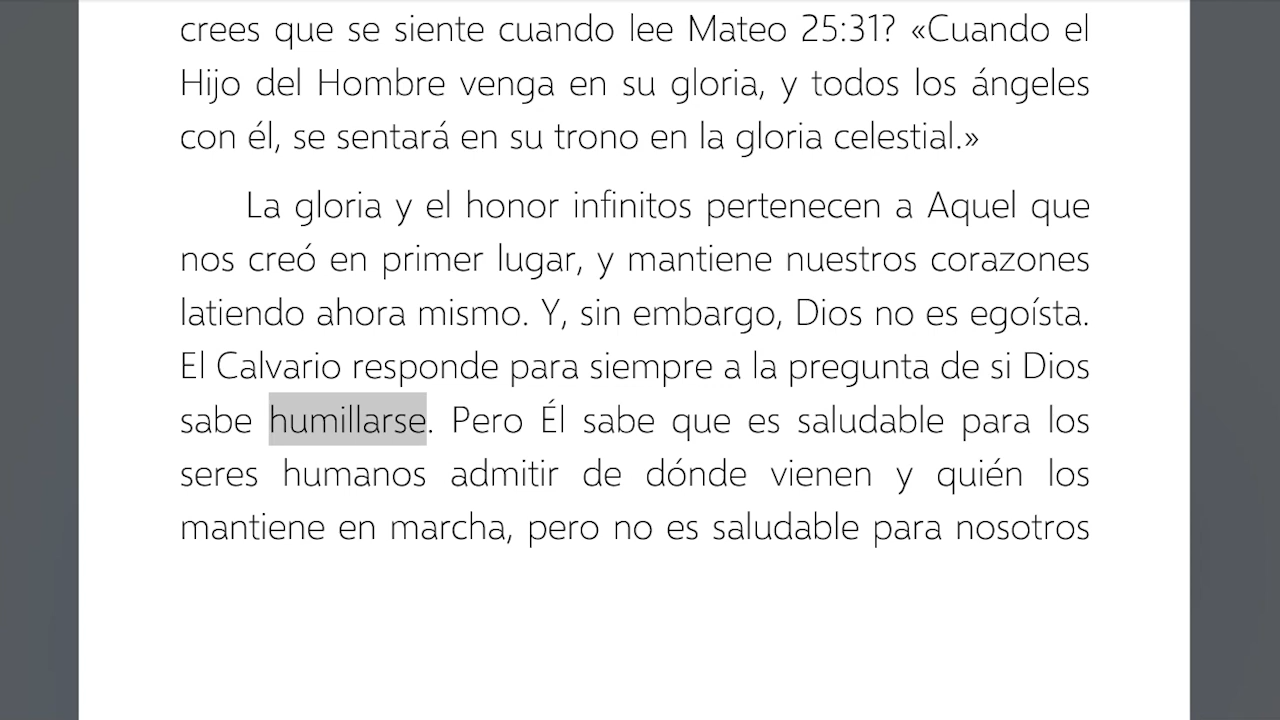 crees que se siente cuando lee Mateo 25:31? «Cuando el
Hijo del Hombre venga en su gloria, y todos los ángeles
con él, se sentará en su trono en la gloria celestial.»
La gloria y el honor infinitos pertenecen a Aquel que
nos creó en primer lugar, y mantiene nuestros corazones
latiendo ahora mismo. Y, sin embargo, Dios no es egoísta.
El Calvario responde para siempre a la pregunta de si Dios
sabe humillarse. Pero Él sabe que es saludable para los
seres humanos admitir de dónde vienen y quién los
mantiene en marcha, pero no es saludable para nosotros